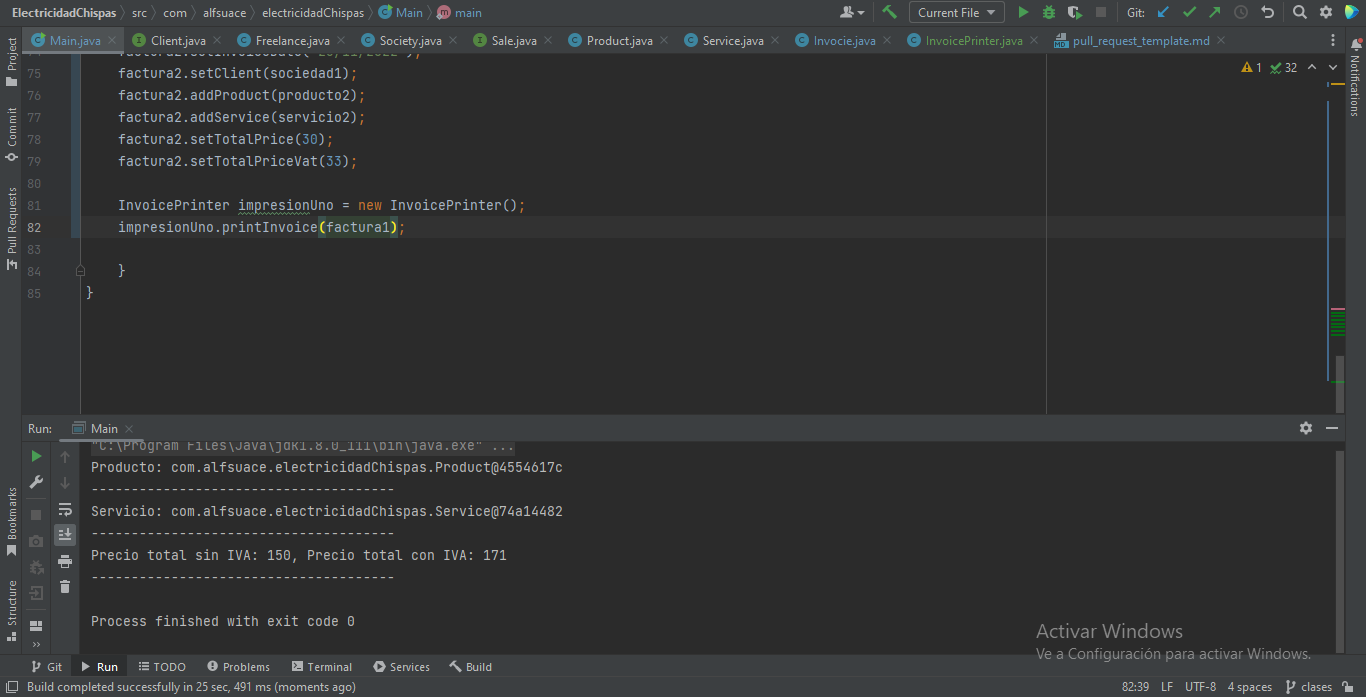 ElectricidadChispas src com alfsuace electricidadChispas Main main Current File Git:
Main.java Client.java Freelance.java Society.java Sale.java Product.java Service.java Invocie.java InvoicePrinter.java pull_request_template.md
Project
Commit
Pull Requests
Bookmarks
Structure
Notifications
1 32
75 factura2.setClient(sociedad1);
76 factura2.addProduct(producto2);
77 factura2.addService(servicio2);
78 factura2.setTotalPrice(30);
79 factura2.setTotalPriceVat(33);
80
81 InvoicePrinter impresionUno = new InvoicePrinter();
82 impresionUno.printInvoice(factura1);
83
84 }
85 }
Run: Main
"C:\Program Files\Java\jdk1.8.0_111\bin\java.exe" ...
Producto: com.alfsuace.electricidadChispas.Product@4554617c
--------------------------------------
Servicio: com.alfsuace.electricidadChispas.Service@74a14482
--------------------------------------
Precio total sin IVA: 150, Precio total con IVA: 171
--------------------------------------
Process finished with exit code 0
Activar Windows
Ve a Configuración para activar Windows.
Git Run TODO Problems Terminal Services Build
Build completed successfully in 25 sec, 491 ms (moments ago) 82:39 LF UTF-8 4 spaces clases